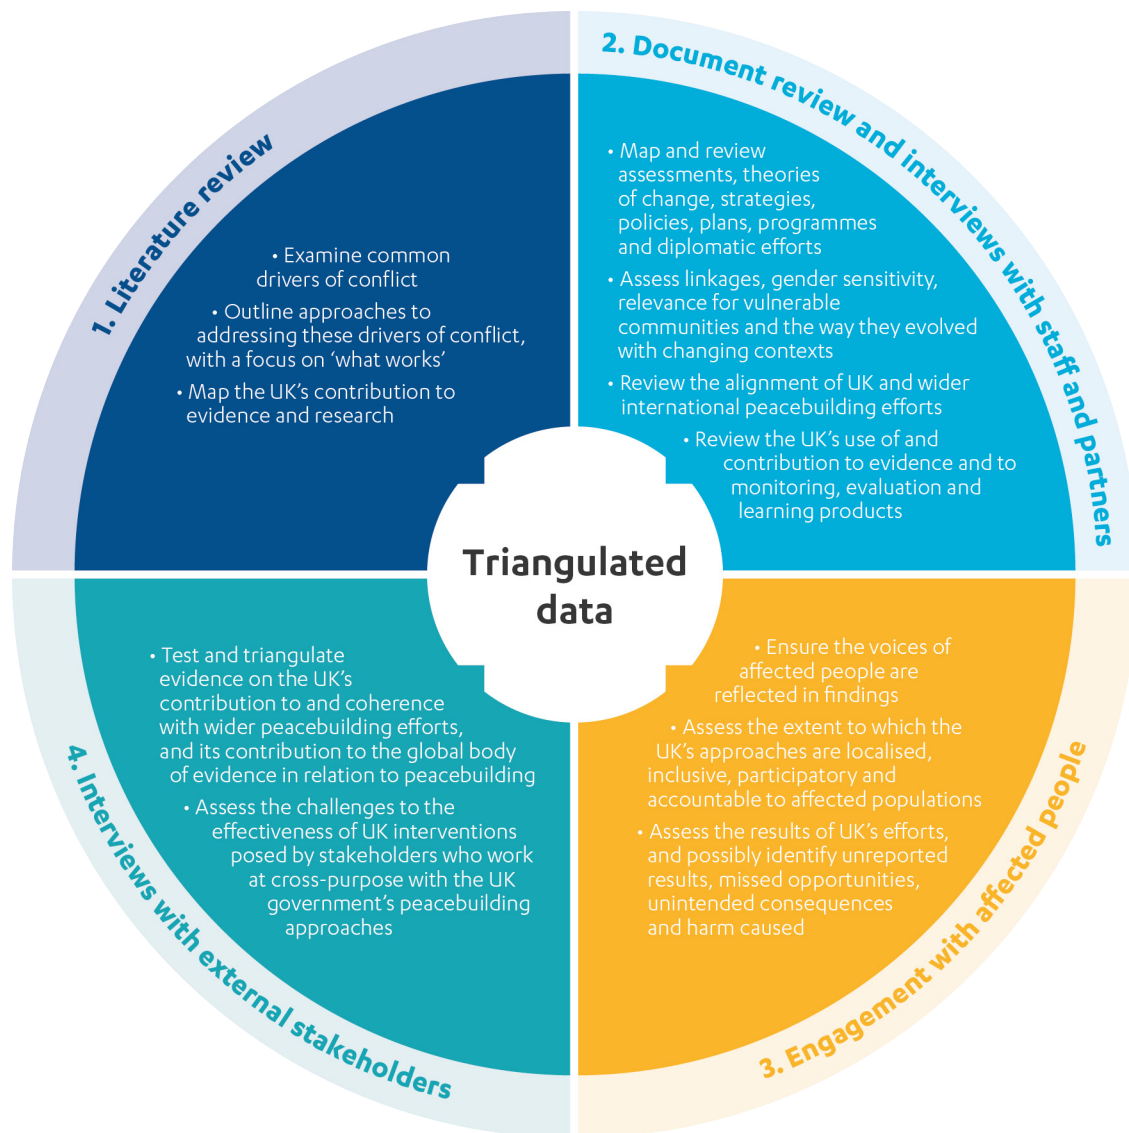 1. Literature review
• Examine common
drivers of conflict
• Outline approaches to
addressing these drivers of conflict,
with a focus on ‘what works’
• Map the UK’s contribution to
evidence and research
2. Document review and interviews with staff and partners
• Map and review
assessments, theories
of change, strategies,
policies, plans, programmes
and diplomatic efforts
• Assess linkages, gender sensitivity,
relevance for vulnerable
communities and the way they evolved
with changing contexts
• Review the alignment of UK and wider
international peacebuilding efforts
• Review the UK’s use of and
contribution to evidence and to
monitoring, evaluation and
learning products
Triangulated
data
3. Engagement with affected people
• Ensure the voices of
affected people are
reflected in findings
• Assess the extent to which the
UK’s approaches are localised,
inclusive, participatory and
accountable to affected populations
• Assess the results of UK’s efforts,
and possibly identify unreported
results, missed opportunities,
unintended consequences
and harm caused
4. Interviews with external stakeholders
• Test and triangulate
evidence on the UK’s
contribution to and coherence
with wider peacebuilding efforts,
and its contribution to the global body
of evidence in relation to peacebuilding
• Assess the challenges to the
effectiveness of UK interventions
posed by stakeholders who work
at cross-purpose with the UK
government’s peacebuilding
approaches